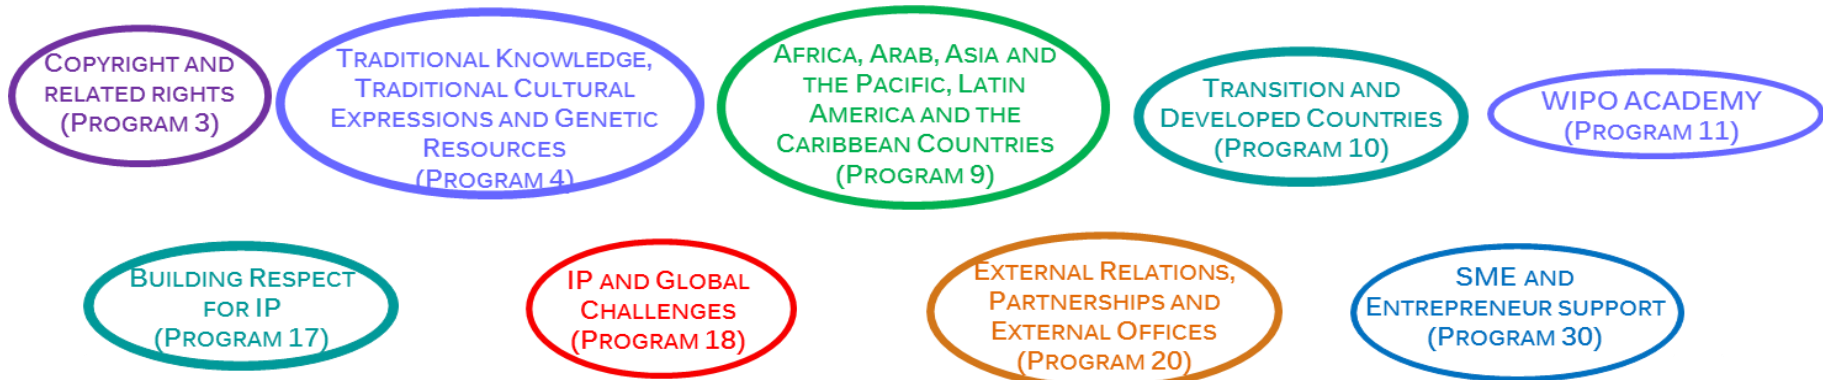 Copyright and
related rights
(Program 3)
Traditional Knowledge,
Traditional Cultural
Expressions and Genetic
Resources
(Program 4)
Africa, Arab, Asia and
the Pacific, Latin
America and the
Caribbean Countries
(Program 9)
Transition and
Developed Countries
(Program 10)
WIPO ACADEMY
(Program 11)
Building Respect
for IP
(Program 17)
IP and Global
Challenges
(Program 18)
External Relations,
Partnerships and
External Offices
(Program 20)
SME and
Entrepreneur support
(Program 30)